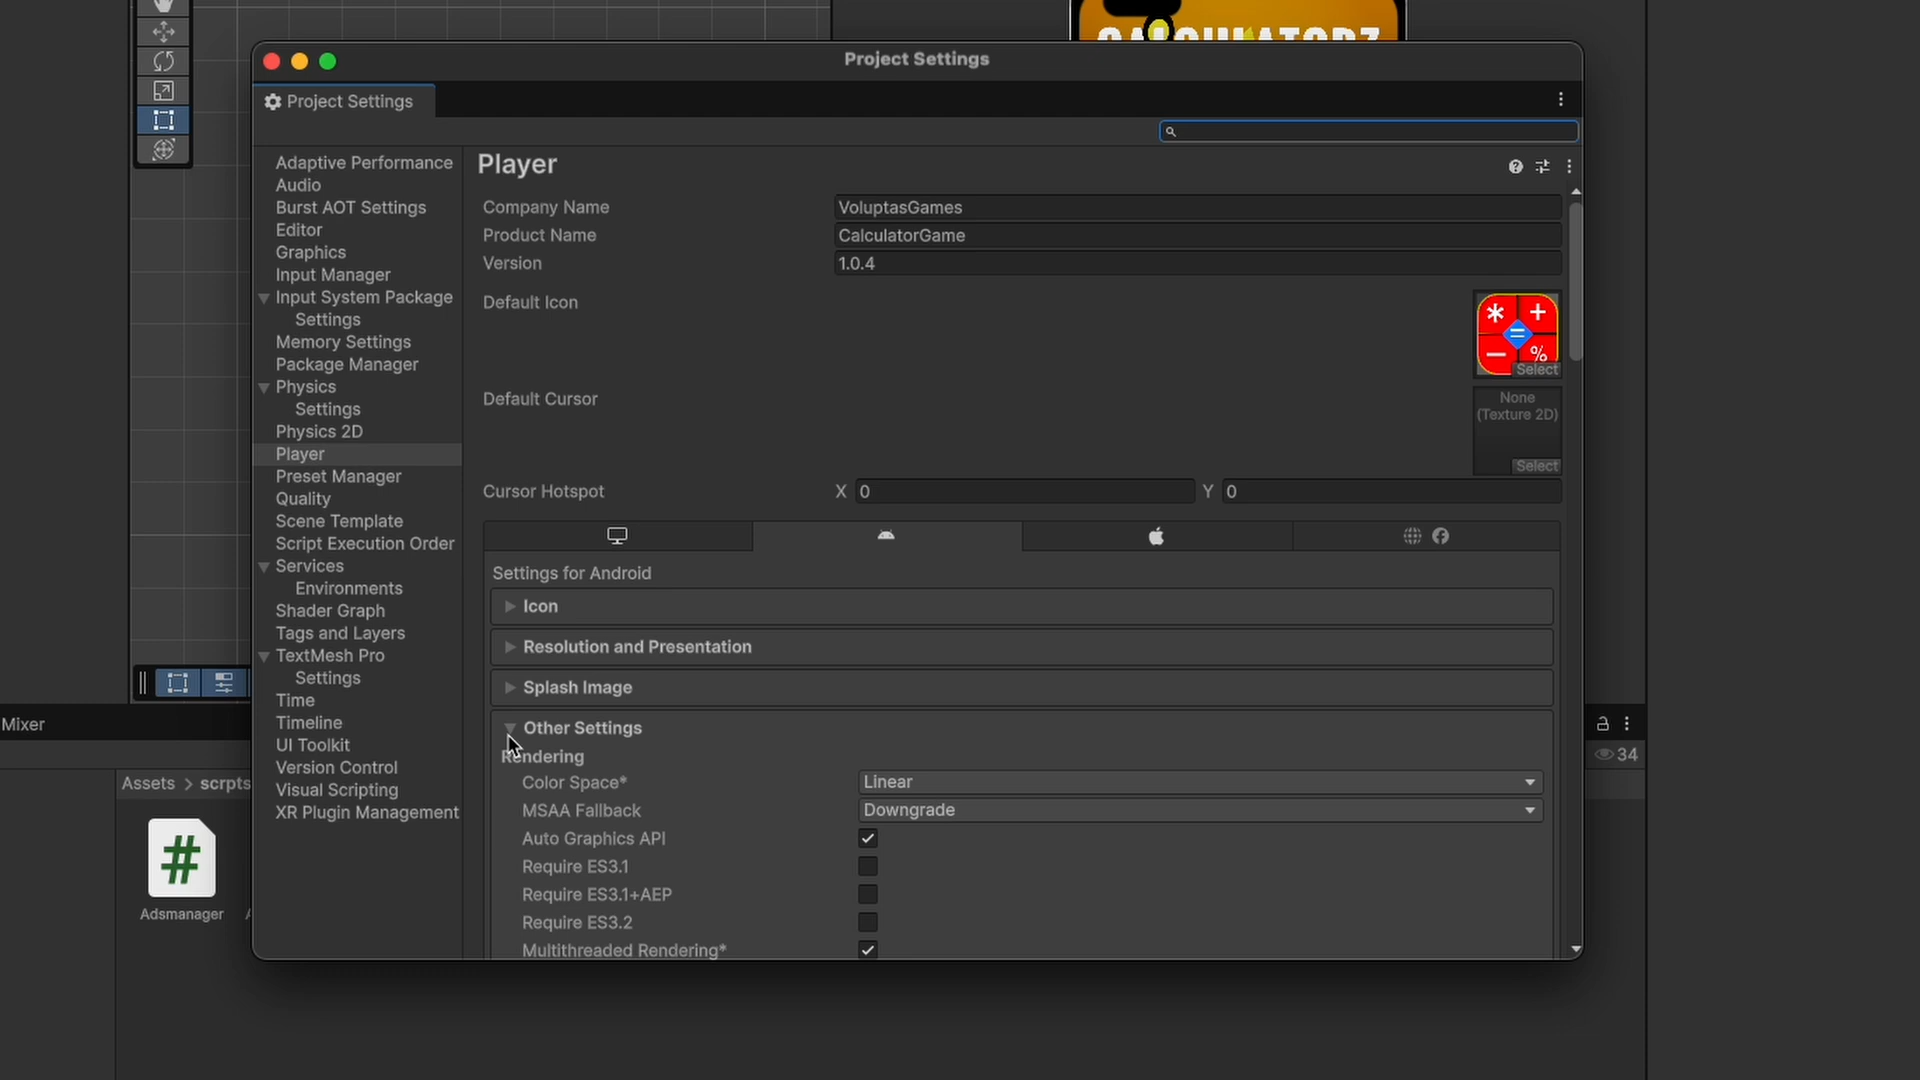 CALCULATORZ
Project Settings
Project Settings
Adaptive Performance
Audio
Burst AOT Settings
Editor
Graphics
Input Manager
Input System Package
Settings
Memory Settings
Package Manager
Physics
Settings
Physics 2D
Player
Preset Manager
Quality
Scene Template
Script Execution Order
Services
Environments
Shader Graph
Tags and Layers
TextMesh Pro
Settings
Time
Timeline
UI Toolkit
Version Control
Visual Scripting
XR Plugin Management
Player
Company Name VoluptasGames
Product Name CalculatorGame
Version 1.0.4
Default Icon
* + = − %
Select
Default Cursor
None
(Texture 2D)
Select
Cursor Hotspot X 0 Y 0
Settings for Android
Icon
Resolution and Presentation
Splash Image
Other Settings
Rendering
Color Space* Linear
MSAA Fallback Downgrade
Auto Graphics API
Require ES3.1
Require ES3.1+AEP
Require ES3.2
Multithreaded Rendering*
Mixer
34
Assets > scrpts
#
Adsmanager